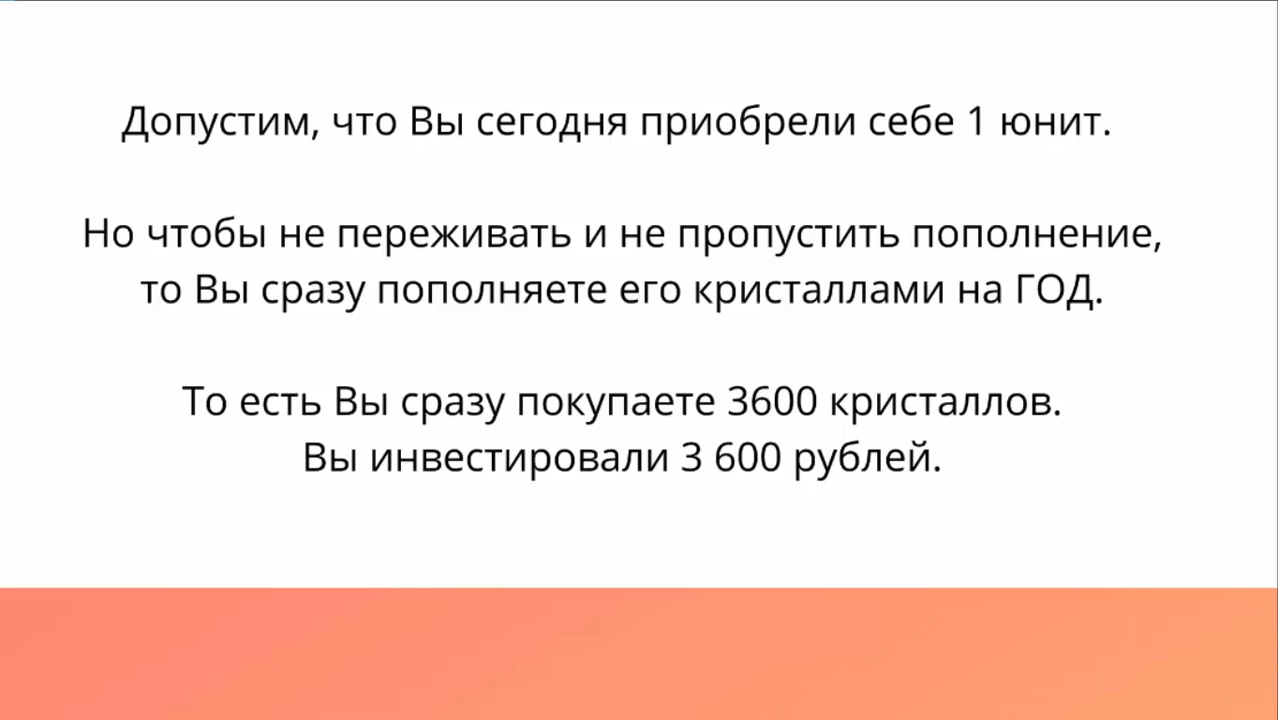 Допустим, что Вы сегодня приобрели себе 1 юнит.
Но чтобы не переживать и не пропустить пополнение,
то Вы сразу пополняете его кристаллами на ГОД.
То есть Вы сразу покупаете 3600 кристаллов.
Вы инвестировали 3 600 рублей.